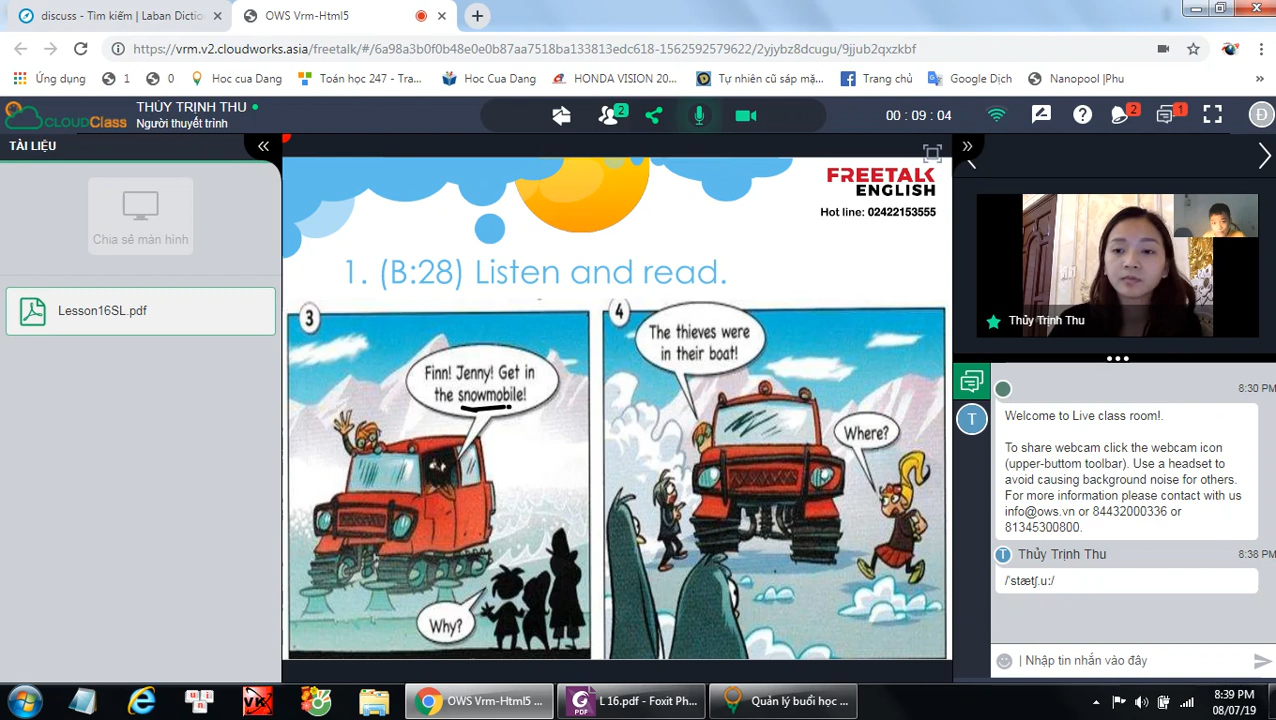 discuss - Tìm kiếm | Laban Dictio
OWS Vrm-Html5
https://vrm.v2.cloudworks.asia/freetalk/#/6a98a3b0f0b48e0e0b87aa7518ba133813edc618-1562592579622/2yjybz8dcugu/9jjub2qxzkbf
Ứng dụng
1
0
Hoc cua Dang
Toán học 247 - Tra...
Học Cua Dang
HONDA VISION 20...
Tự nhiên cũ sáp mặ...
Trang chủ
Google Dịch
Nanopool |Phu
»
CLOUDClass
THỦY TRỊNH THU
Người thuyết trình
2
00 : 09 : 04
2
1
Đ
TÀI LIỆU
Chia sẻ màn hình
Lesson16SL.pdf
FREETALK
ENGLISH
Hot line: 02422153555
1. (B:28) Listen and read.
3
Finn! Jenny! Get in
the snowmobile!
Why?
4
The thieves were
in their boat!
Where?
Thủy Trịnh Thu
8:30 PM
T
Welcome to Live class room!.
To share webcam click the webcam icon
(upper-buttom toolbar). Use a headset to
avoid causing background noise for others.
For more information please contact with us
info@ows.vn or 84432000336 or
81345300800.
T
Thủy Trịnh Thu
8:38 PM
/ˈstætʃ.uː/
Nhập tin nhắn vào đây
OWS Vrm-Html5 ...
L 16.pdf - Foxit Ph...
Quản lý buổi học ...
8:39 PM
08/07/19